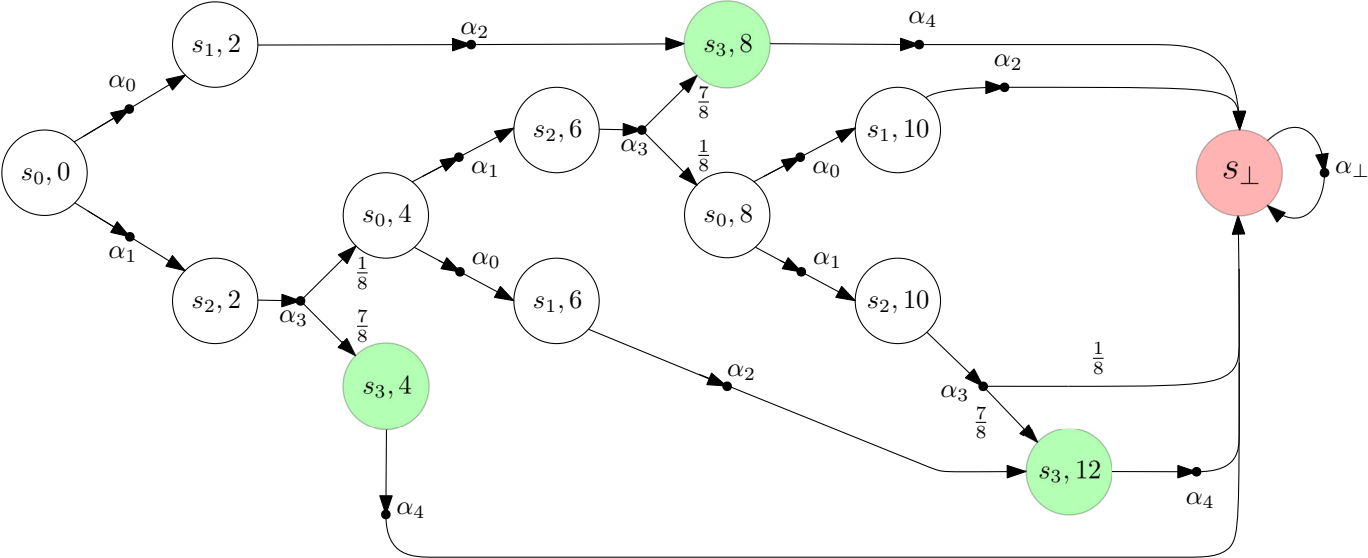 s₁, 2
α₂
s₃, 8
α₄
α₀
α₂
7/8
s₂, 6
α₃
s₁, 10
1/8
α₁
α₀
s₀, 0
s⊥
α⊥
s₀, 4
s₀, 8
α₁
1/8
α₀
α₁
s₂, 2
α₃
s₁, 6
s₂, 10
7/8
1/8
α₂
s₃, 4
α₃
7/8
s₃, 12
α₄
α₄